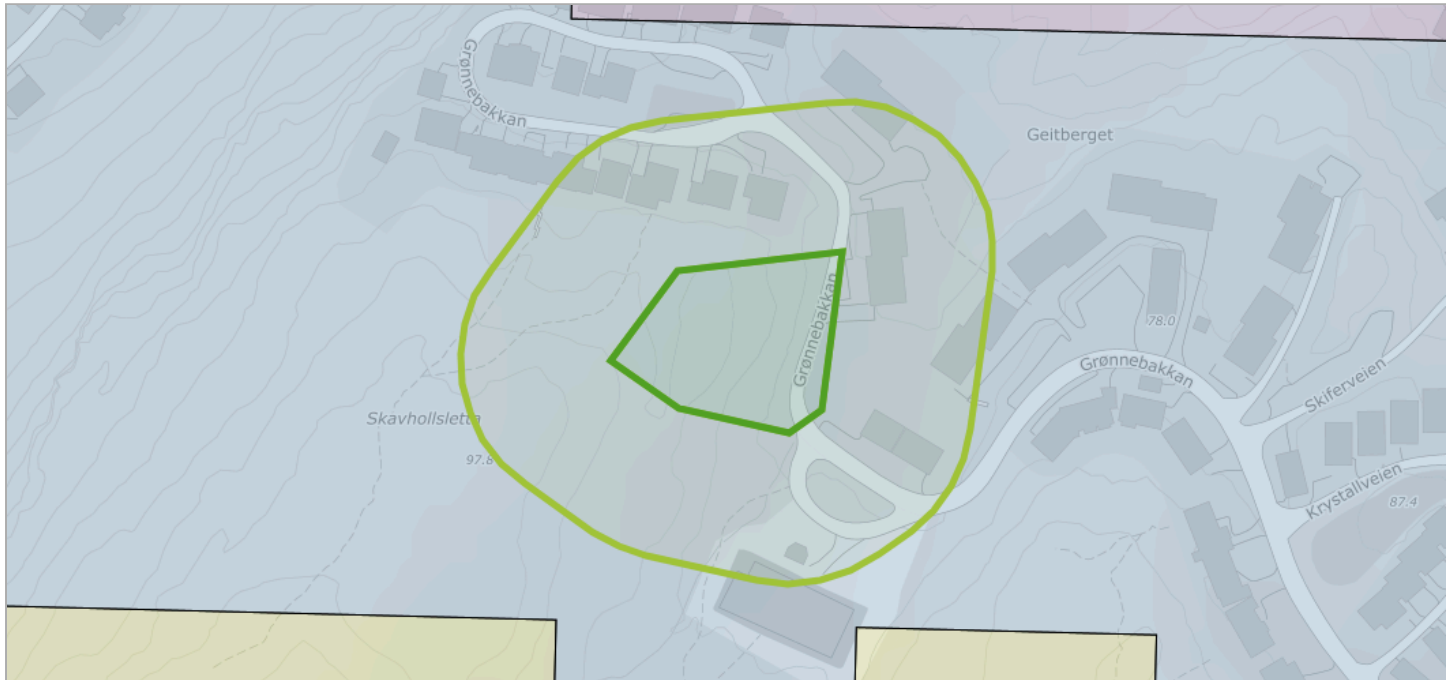 Grønnebakkan
Geitberget
Grønnebakkan
78.0
Grønnebakkan
Skiferveien
Skavhollsletta
97.8
Krystallveien
87.4